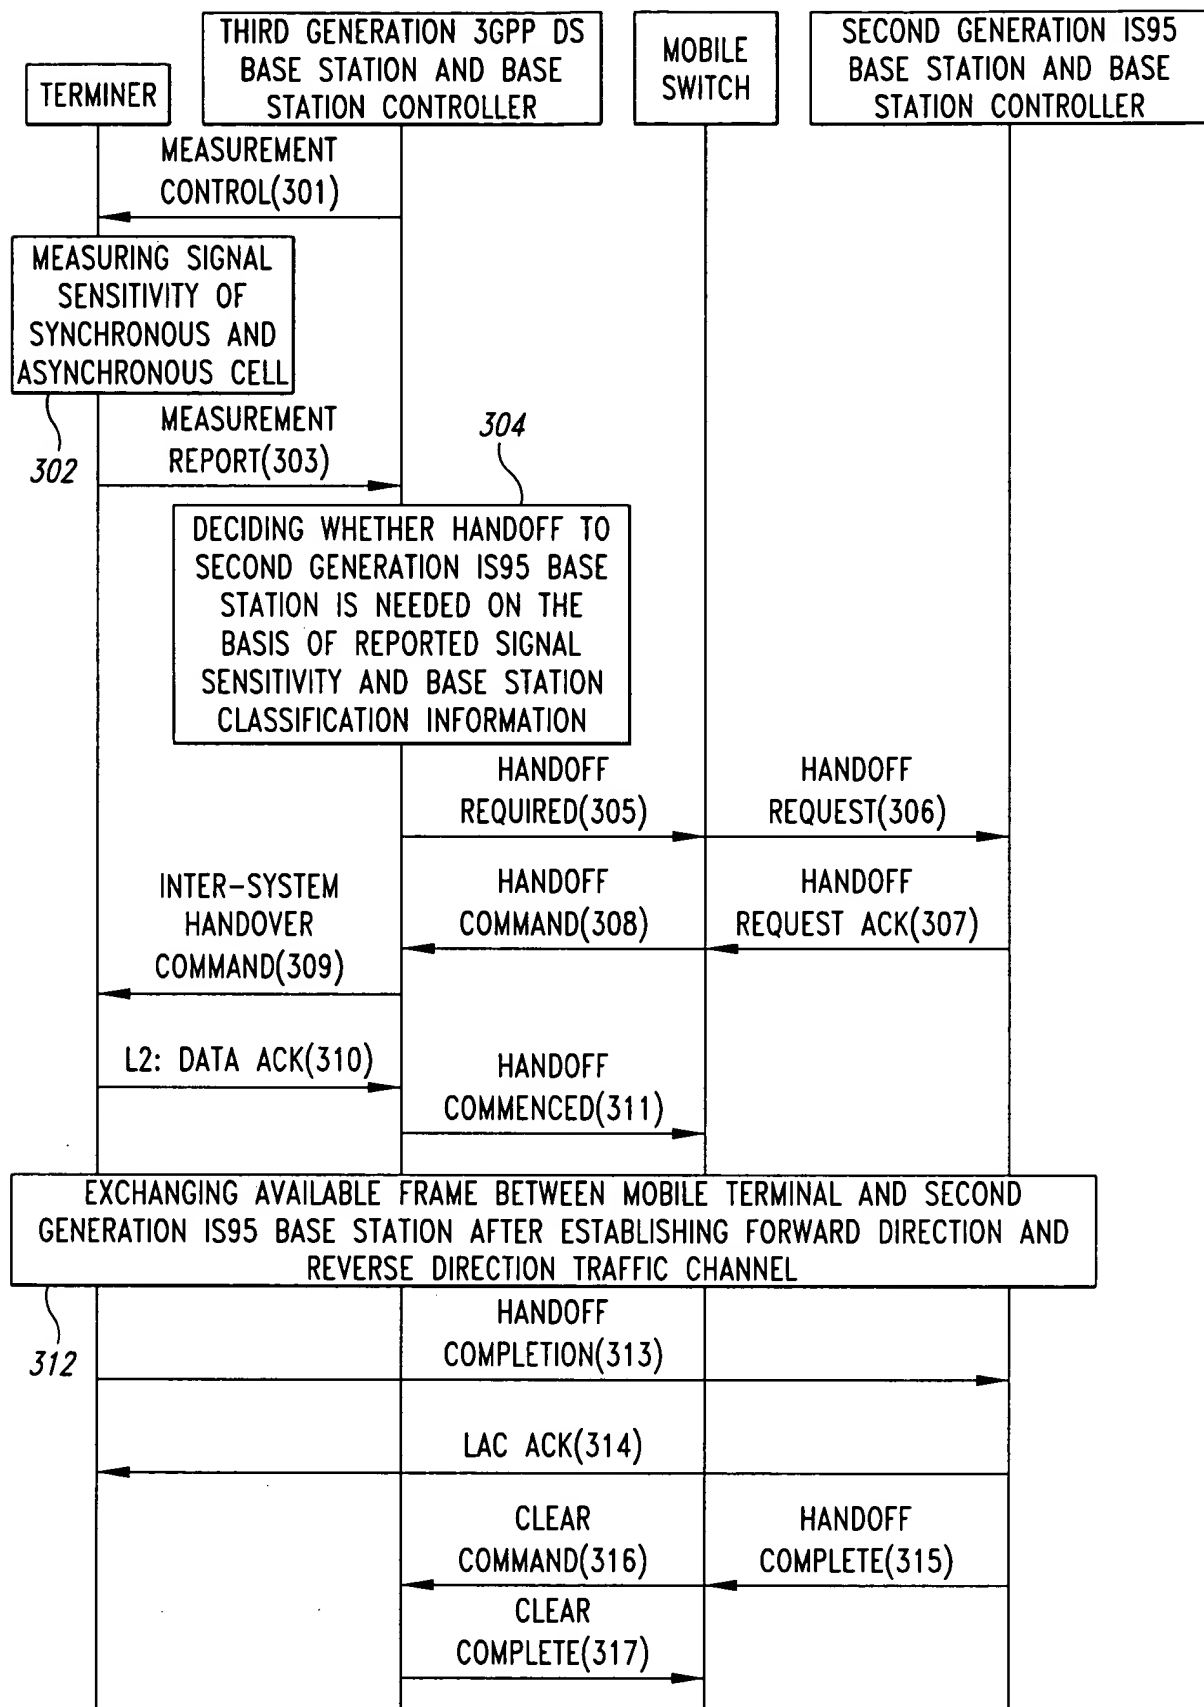 TERMINER
THIRD GENERATION 3GPP DS
BASE STATION AND BASE
STATION CONTROLLER
MOBILE
SWITCH
SECOND GENERATION IS95
BASE STATION AND BASE
STATION CONTROLLER
MEASUREMENT
CONTROL(301)
MEASURING SIGNAL
SENSITIVITY OF
SYNCHRONOUS AND
ASYNCHRONOUS CELL
302
MEASUREMENT
REPORT(303)
304
DECIDING WHETHER HANDOFF TO
SECOND GENERATION IS95 BASE
STATION IS NEEDED ON THE
BASIS OF REPORTED SIGNAL
SENSITIVITY AND BASE STATION
CLASSIFICATION INFORMATION
HANDOFF
REQUIRED(305)
HANDOFF
REQUEST(306)
HANDOFF
REQUEST ACK(307)
HANDOFF
COMMAND(308)
INTER-SYSTEM
HANDOVER
COMMAND(309)
L2: DATA ACK(310)
HANDOFF
COMMENCED(311)
EXCHANGING AVAILABLE FRAME BETWEEN MOBILE TERMINAL AND SECOND
GENERATION IS95 BASE STATION AFTER ESTABLISHING FORWARD DIRECTION AND
REVERSE DIRECTION TRAFFIC CHANNEL
312
HANDOFF
COMPLETION(313)
LAC ACK(314)
HANDOFF
COMPLETE(315)
CLEAR
COMMAND(316)
CLEAR
COMPLETE(317)